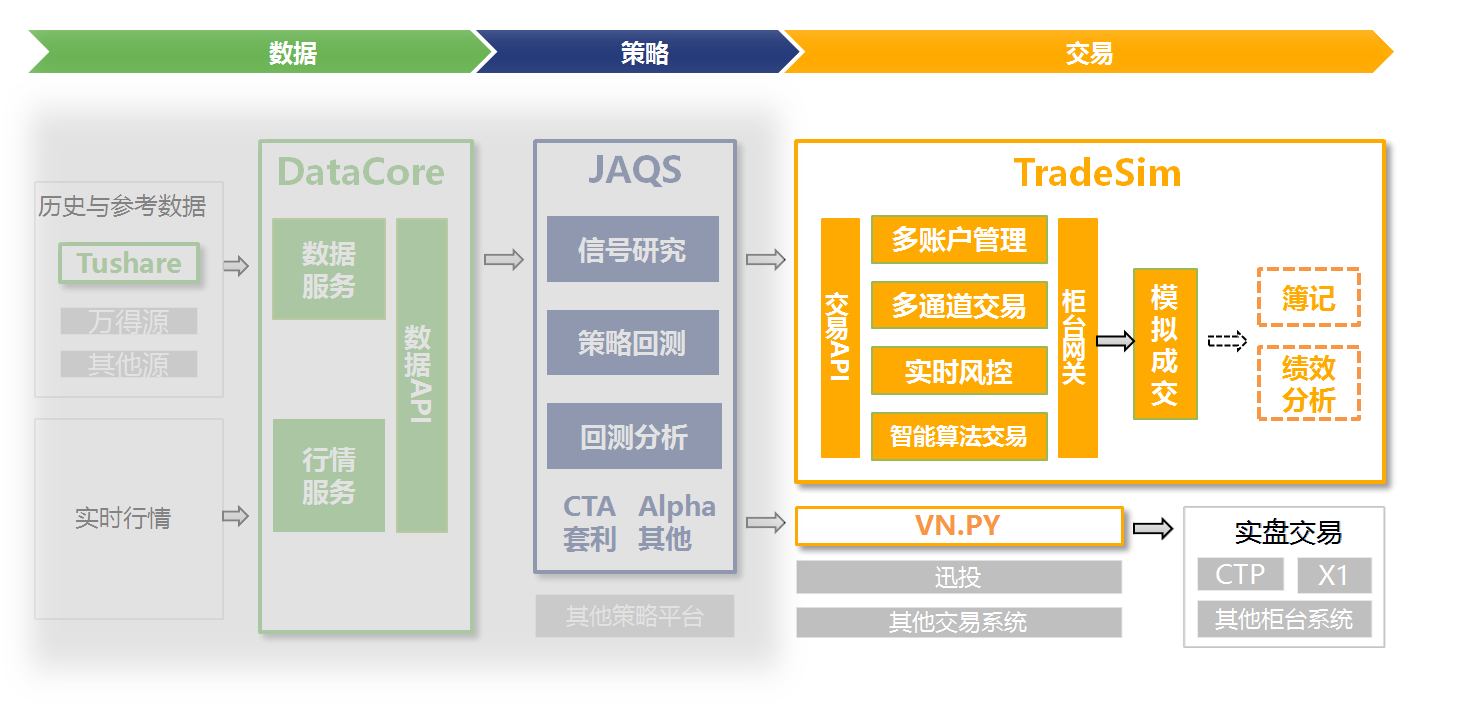 数据
策略
交易
历史与参考数据
Tushare
万得源
其他源
实时行情
DataCore
数据
服务
行情
服务
数据API
JAQS
信号研究
策略回测
回测分析
CTA Alpha
套利 其他
其他策略平台
TradeSim
交易API
多账户管理
多通道交易
实时风控
智能算法交易
柜台网关
模拟成交
簿记
绩效
分析
VN.PY
迅投
其他交易系统
实盘交易
CTP X1
其他柜台系统